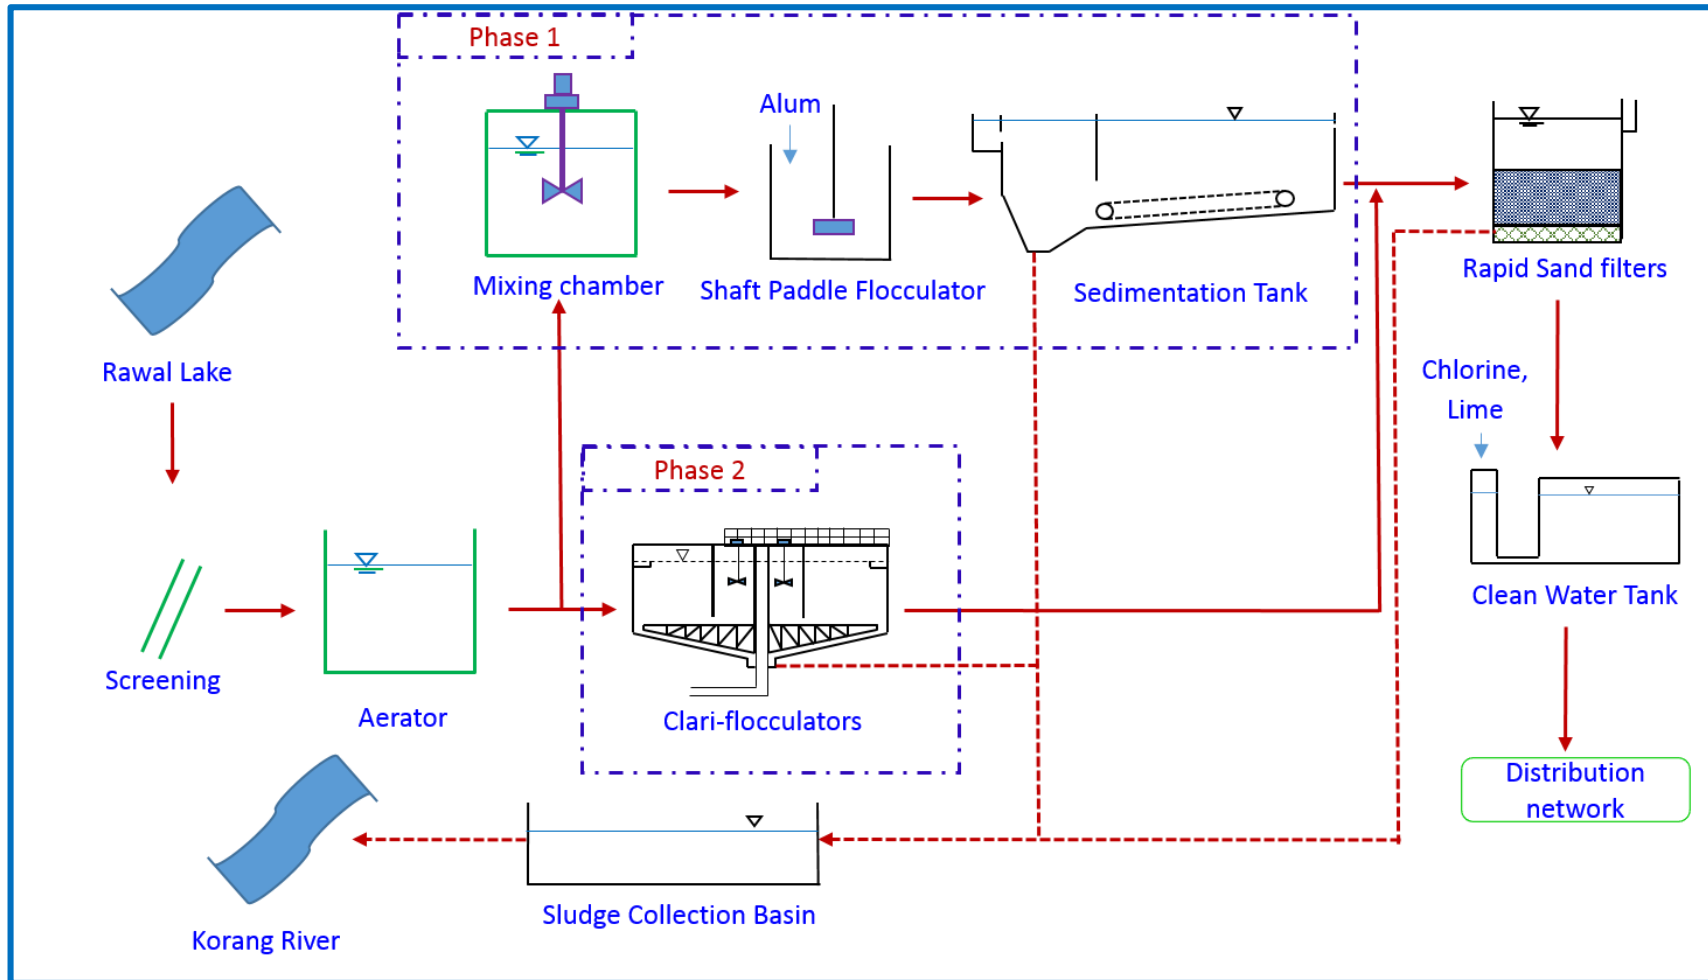 Phase 1
Alum
Mixing chamber
Shaft Paddle Flocculator
Sedimentation Tank
Rapid Sand filters
Rawal Lake
Chlorine,
Lime
Phase 2
Clean Water Tank
Screening
Aerator
Clari-flocculators
Distribution
network
Sludge Collection Basin
Korang River